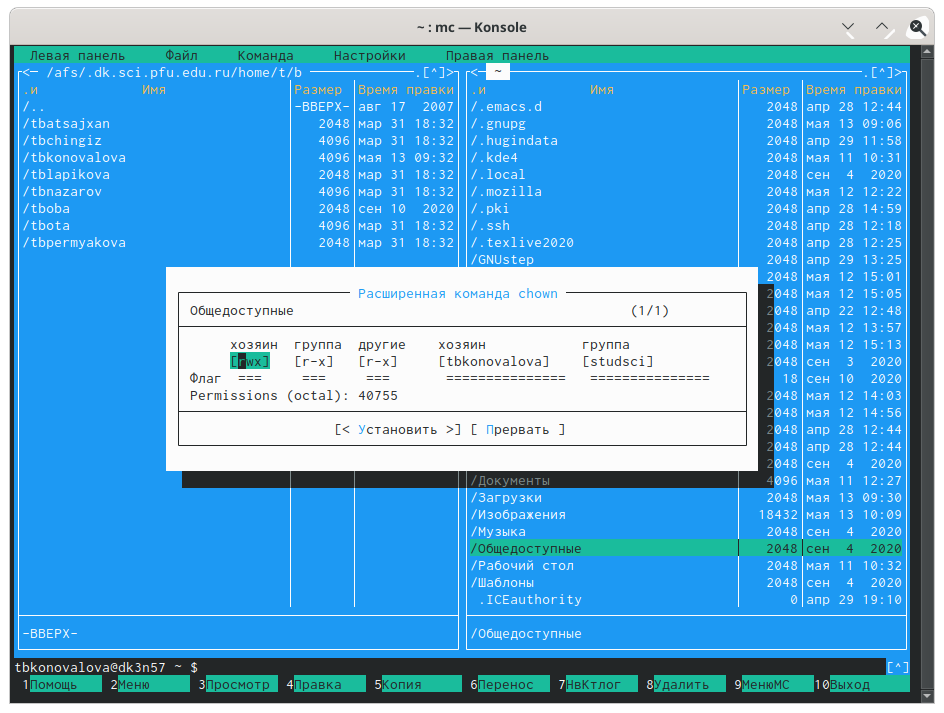 ~ : mc — Konsole
Левая панель Файл Команда Настройки Правая панель
<─ /afs/.dk.sci.pfu.edu.ru/home/t/b .[^]>
.и Имя Размер Время правки
/.. –ВВЕРХ– авг 17 2007
/tbatsajxan 2048 мар 31 18:32
/tbchingiz 4096 мар 31 18:32
/tbkonovalova 4096 мая 13 09:32
/tblapikova 2048 мар 31 18:32
/tbnazarov 4096 мар 31 18:32
/tboba 2048 сен 10 2020
/tbota 4096 мар 31 18:32
/tbpermyakova 2048 мар 31 18:32
–ВВЕРХ–
<─ ~ .[^]>
.и Имя Размер Время правки
/.emacs.d 2048 апр 28 12:44
/.gnupg 2048 мая 13 09:06
/.hugindata 2048 апр 29 11:58
/.kde4 2048 мая 11 10:31
/.local 2048 сен 4 2020
/.mozilla 2048 мая 12 12:22
/.pki 2048 апр 28 14:59
/.ssh 2048 апр 28 12:18
/.texlive2020 2048 апр 28 12:25
/GNUstep 2048 апр 29 13:25
2048 мая 12 15:01
2048 мая 12 15:05
2048 апр 22 12:48
2048 мая 12 13:57
2048 мая 12 15:13
2048 сен 3 2020
18 сен 10 2020
2048 мая 12 14:03
2048 мая 12 14:56
2048 апр 28 12:44
2048 апр 28 12:44
2048 сен 4 2020
/Документы 4096 мая 11 12:27
/Загрузки 2048 мая 13 09:30
/Изображения 18432 мая 13 10:09
/Музыка 2048 сен 4 2020
/Общедоступные 2048 сен 4 2020
/Рабочий стол 2048 мая 11 10:32
/Шаблоны 2048 сен 4 2020
.ICEauthority 0 апр 29 19:10
/Общедоступные
Расширенная команда chown
Общедоступные (1/1)
хозяин группа другие хозяин группа
[rwx] [r-x] [r-x] [tbkonovalova] [studsci]
Флаг === === === =============== ===============
Permissions (octal): 40755
[< Установить >] [ Прервать ]
tbkonovalova@dk3n57 ~ $ [^]
1Помощь 2Меню 3Просмотр 4Правка 5Копия 6Перенос 7НвКтлог 8Удалить 9МенюMC 10Выход